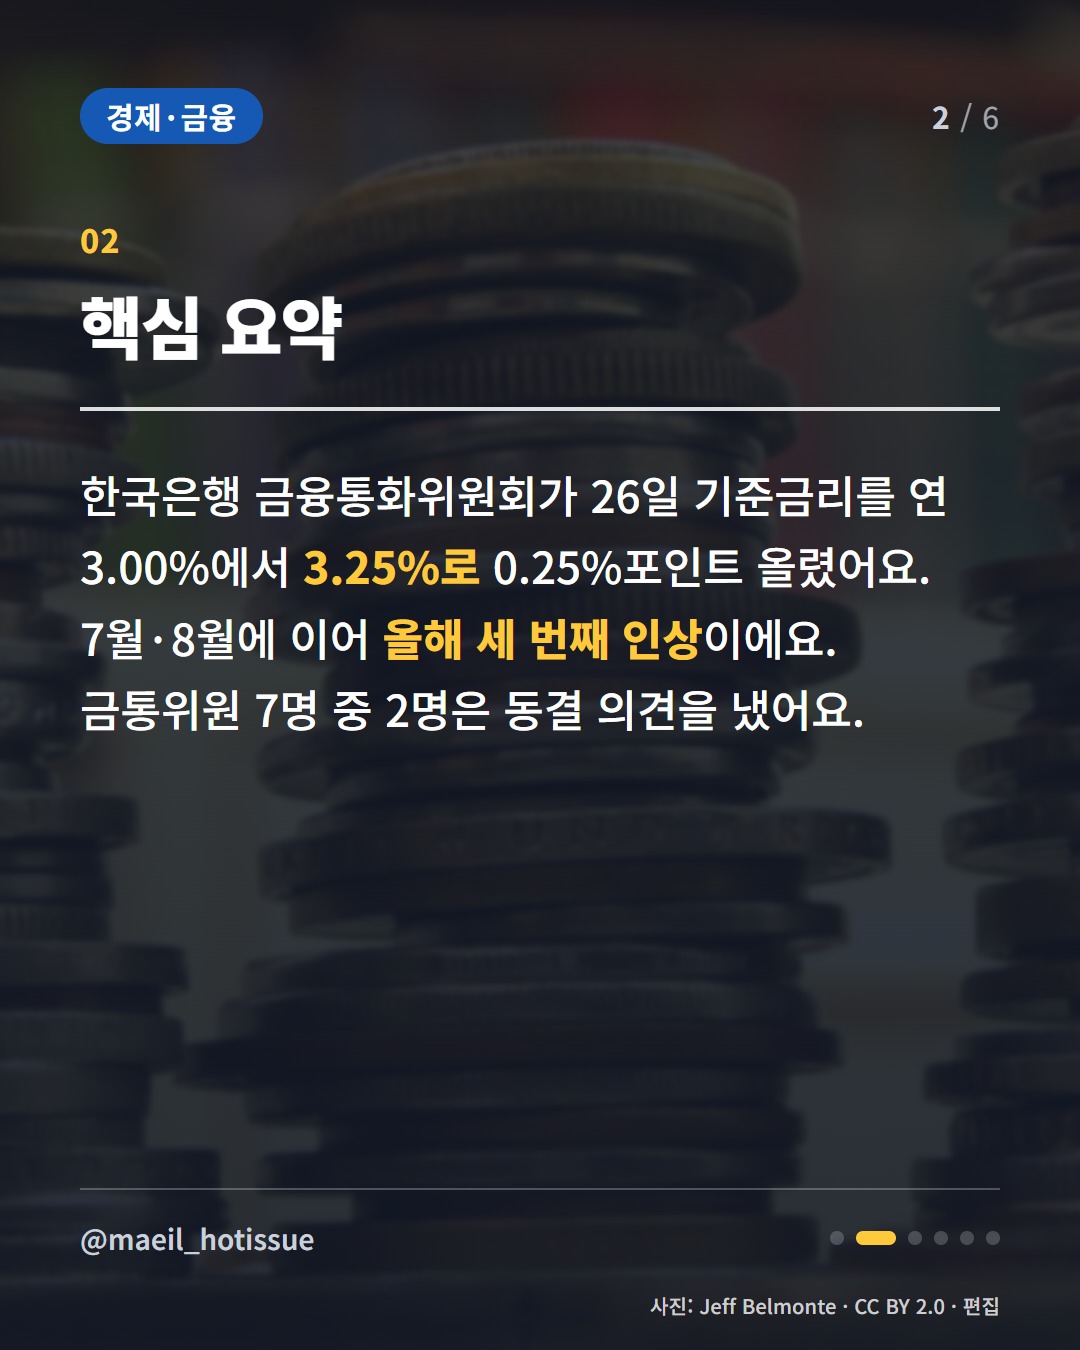 경제·금융
2 / 6
02
핵심 요약
한국은행 금융통화위원회가 26일 기준금리를 연
3.00%에서 3.25%로 0.25%포인트 올렸어요.
7월·8월에 이어 올해 세 번째 인상이에요.
금통위원 7명 중 2명은 동결 의견을 냈어요.
@maeil_hotissue
사진: Jeff Belmonte · CC BY 2.0 · 편집